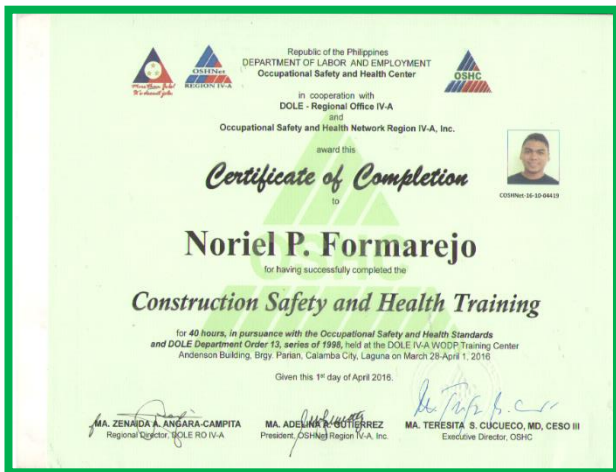 Republic of the Philippines
DEPARTMENT OF LABOR AND EMPLOYMENT
Occupational Safety and Health Center
OSHNet
REGION IV-A
OSHC
in cooperation with
DOLE - Regional Office IV-A
and
Occupational Safety and Health Network Region IV-A, Inc.
award this
Certificate of Completion
to
COSHNet-16-10-04419
Noriel P. Formarejo
OSHC
for having successfully completed the
Construction Safety and Health Training
for 40 hours, in pursuance with the Occupational Safety and Health Standards
and DOLE Department Order 13, series of 1998, held at the DOLE IV-A WODP Training Center
Andenson Building, Brgy. Parian, Calamba City, Laguna on March 28-April 1, 2016
Given this 1st day of April 2016.
MA. ZENAIDA A. ANGARA-CAMPITA
Regional Director, DOLE RO IV-A
MA. ADELINA A. GUTIERREZ
President, OSHNet Region IV-A, Inc.
MA. TERESITA S. CUCUECO, MD, CESO III
Executive Director, OSHC